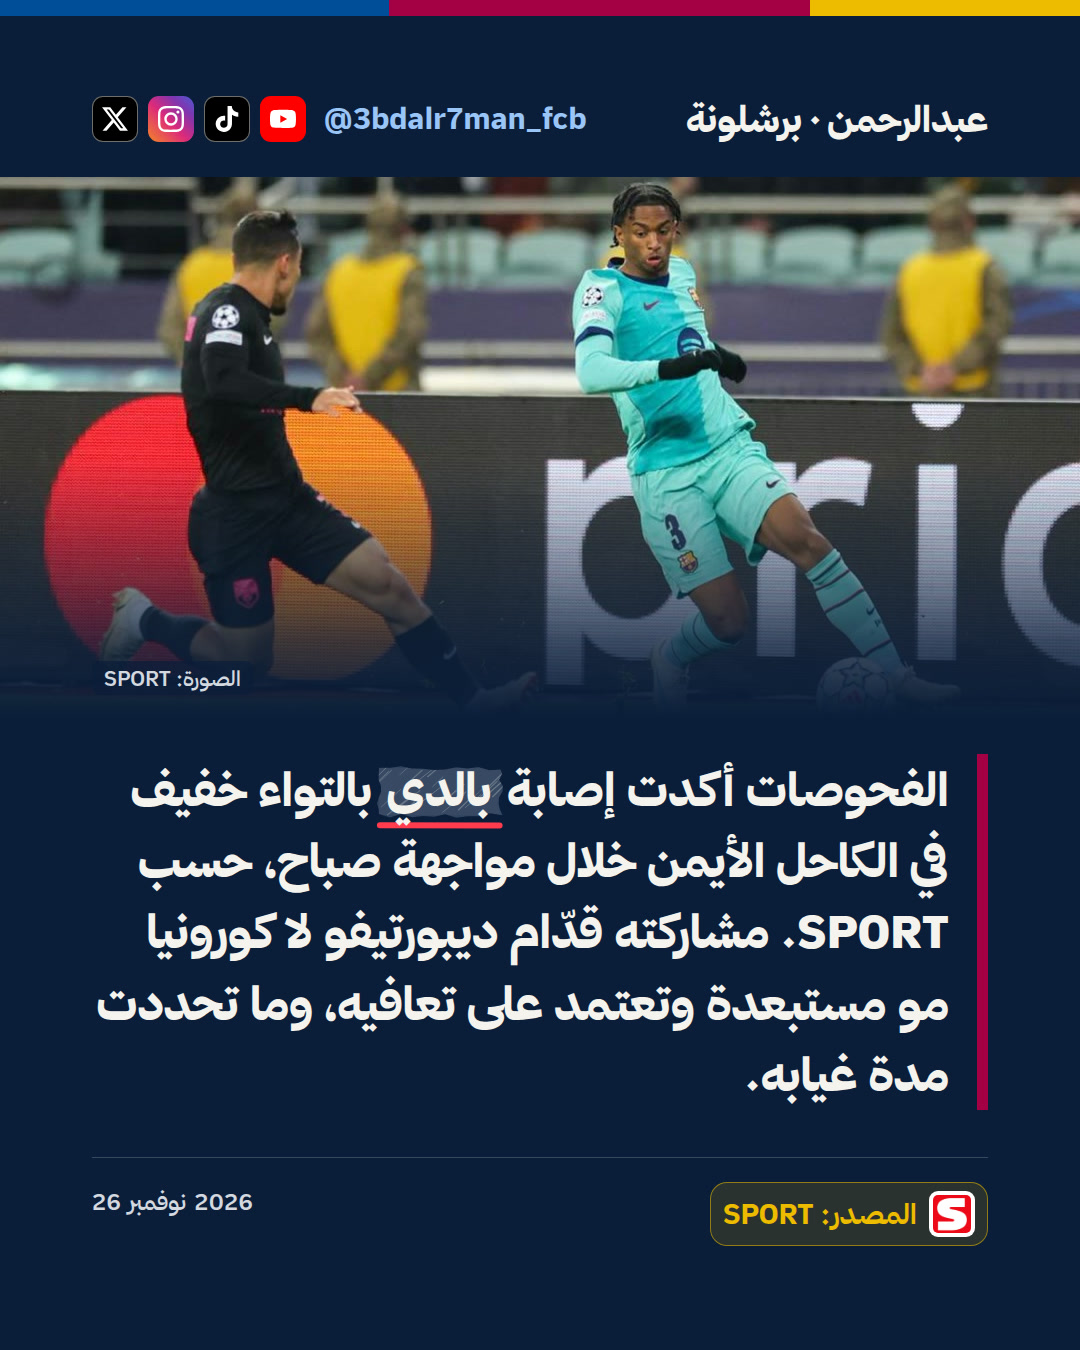 عبدالرحمن · برشلونة
@3bdalr7man_fcb
pric
3
الصورة: SPORT
الفحوصات أكدت إصابة بالدي بالتواء خفيف
في الكاحل الأيمن خلال مواجهة صباح، حسب
SPORT. مشاركته قدّام ديبورتيفو لا كورونيا
مو مستبعدة وتعتمد على تعافيه، وما تحددت
مدة غيابه.
المصدر: SPORT
26 نوفمبر 2026